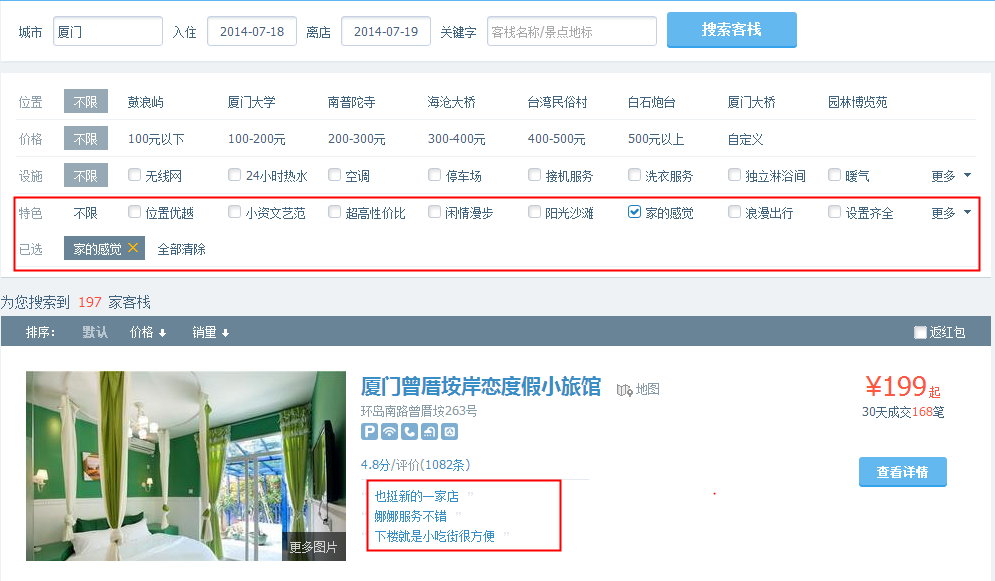 城市 厦门 入住 2014-07-18 离店 2014-07-19 关键字 客栈名称/景点地标 搜索客栈
位置 不限 鼓浪屿 厦门大学 南普陀寺 海沧大桥 台湾民俗村 白石炮台 厦门大桥 园林博览苑
价格 不限 100元以下 100-200元 200-300元 300-400元 400-500元 500元以上 自定义
设施 不限 无线网 24小时热水 空调 停车场 接机服务 洗衣服务 独立淋浴间 暖气 更多
特色 不限 位置优越 小资文艺范 超高性价比 闲情漫步 阳光沙滩 家的感觉 浪漫出行 设置齐全 更多
已选 家的感觉 全部清除
为您搜索到 197 家客栈
排序: 默认 价格 销量 返红包
厦门曾厝垵岸恋度假小旅馆 地图 ¥199起
环岛南路曾厝垵263号 30天成交168笔
P
4.8分/评价(1082条)
查看详情
也挺新的一家店
娜娜服务不错
下楼就是小吃街很方便
更多图片